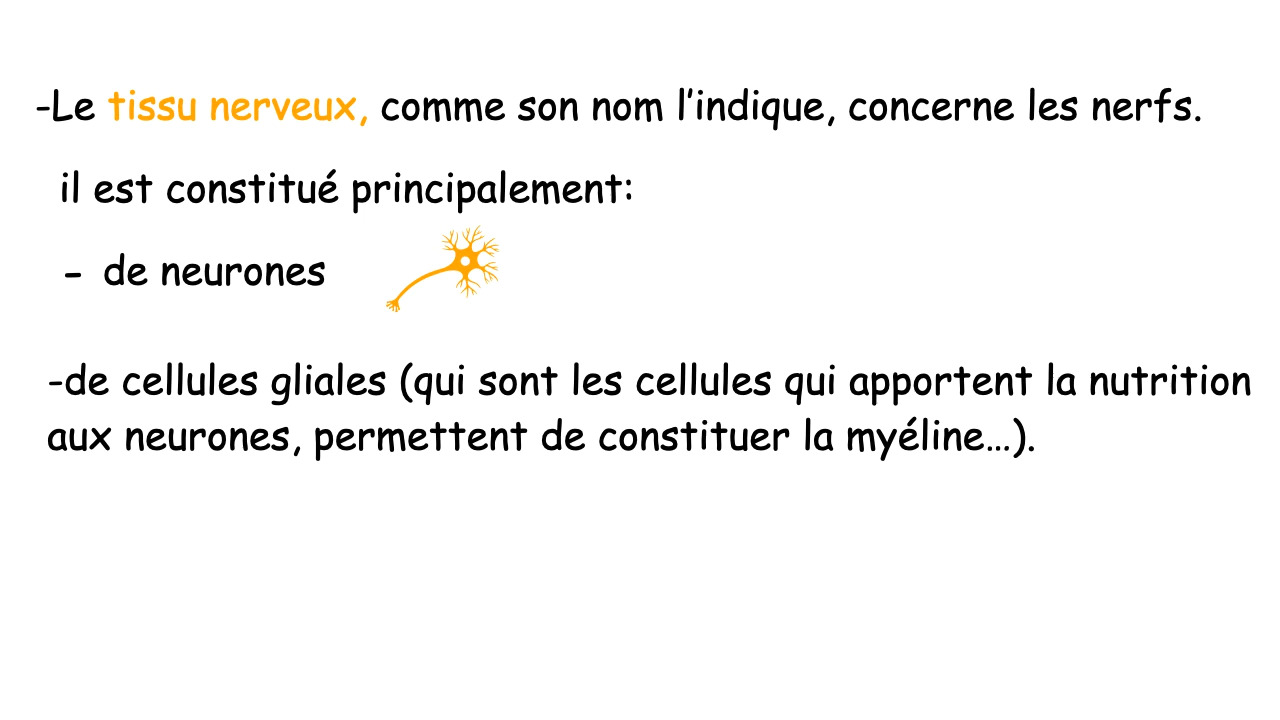 -Le tissu nerveux, comme son nom l’indique, concerne les nerfs.
il est constitué principalement:
- de neurones
-de cellules gliales (qui sont les cellules qui apportent la nutrition
aux neurones, permettent de constituer la myéline…).